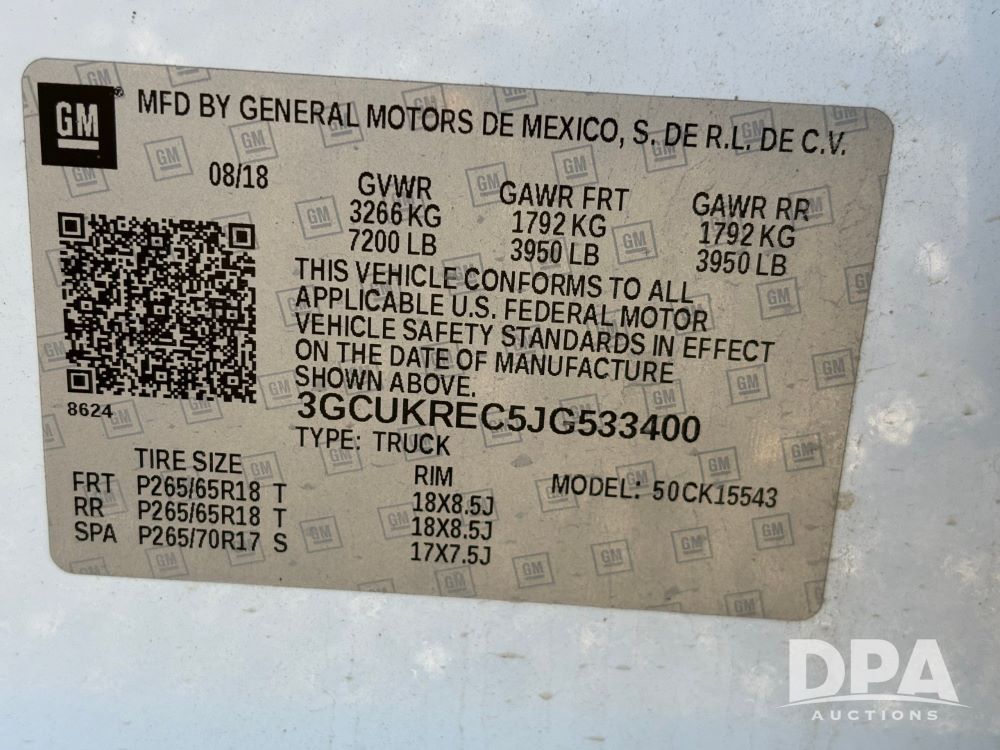 GM® MFD BY GENERAL MOTORS DE MEXICO, S. DE R.L. DE C.V.
08/18 GVWR GAWR FRT GAWR RR
3266 KG 1792 KG 1792 KG
7200 LB 3950 LB 3950 LB
THIS VEHICLE CONFORMS TO ALL
APPLICABLE U.S. FEDERAL MOTOR
VEHICLE SAFETY STANDARDS IN EFFECT
ON THE DATE OF MANUFACTURE
SHOWN ABOVE.
8624 3GCUKREC5JG533400
TYPE: TRUCK
TIRE SIZE RIM MODEL: 50CK15543
FRT P265/65R18 T 18X8.5J
RR P265/65R18 T 18X8.5J
SPA P265/70R17 S 17X7.5J
DPA
AUCTIONS